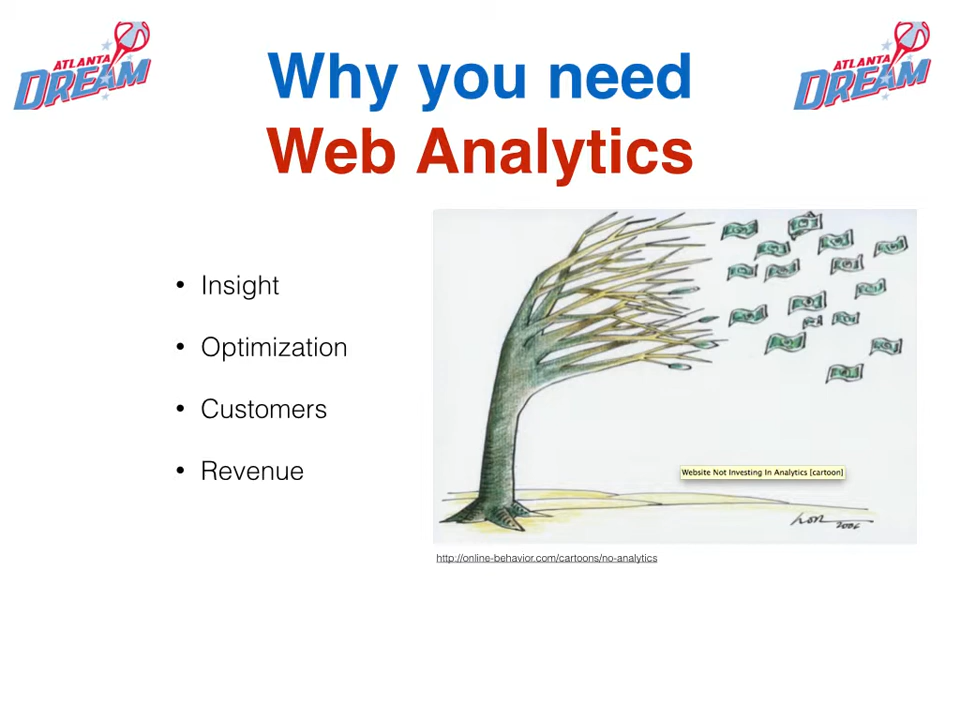 ATLANTA
DREAM
ATLANTA
DREAM
Why you need
Web Analytics
• Insight
• Optimization
• Customers
• Revenue
Website Not Investing In Analytics [cartoon]
2006
http://online-behavior.com/cartoons/no-analytics